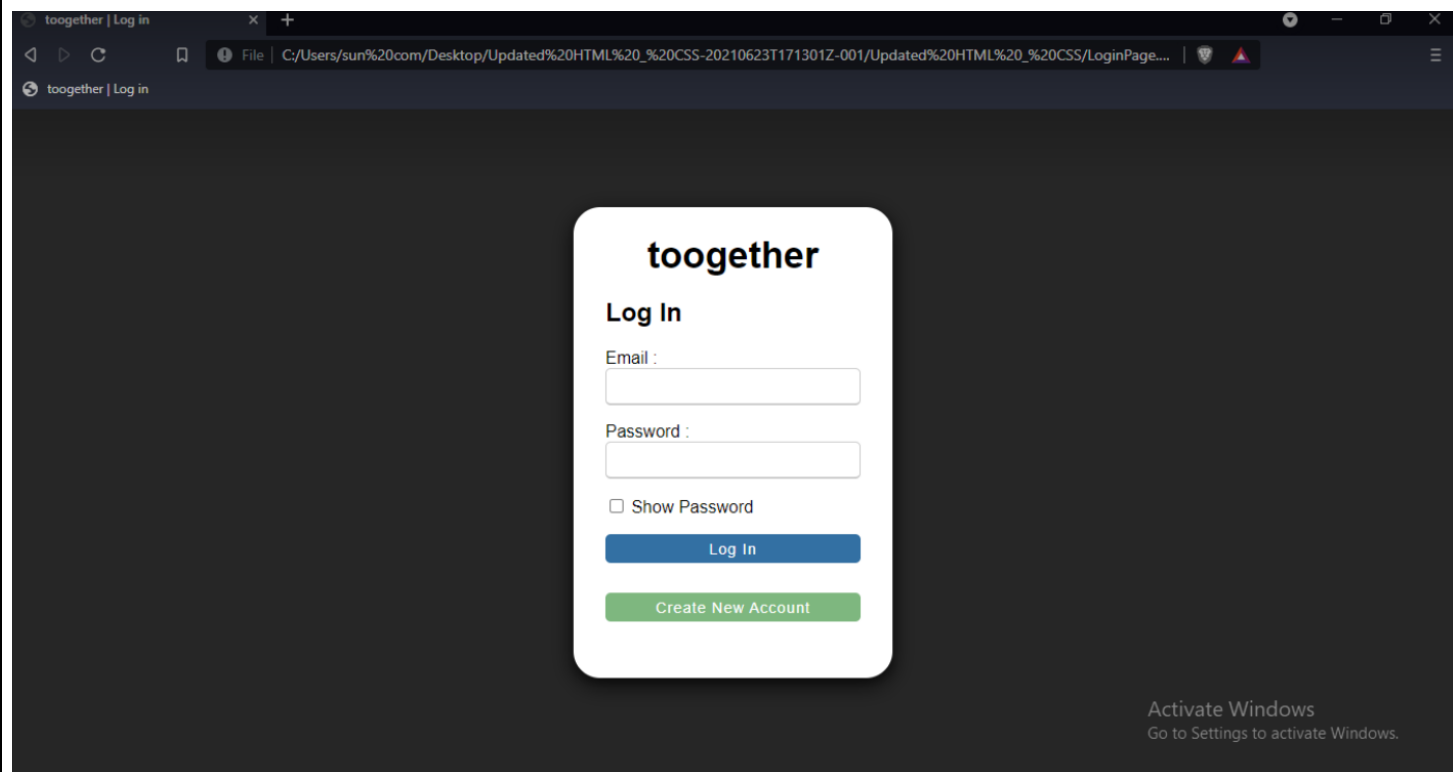 toogether | Log in
File | C:/Users/sun%20com/Desktop/Updated%20HTML%20_%20CSS-20210623T171301Z-001/Updated%20HTML%20_%20CSS/LoginPage....
toogether | Log in
toogether
Log In
Email :
Password :
Show Password
Log In
Create New Account
Activate Windows
Go to Settings to activate Windows.